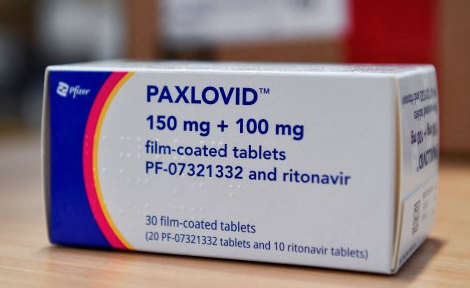 Pfizer
PAXLOVID™
150 mg + 100 mg
film-coated tablets
PF-07321332 and ritonavir
30 film-coated tablets
(20 PF-07321332 tablets and 10 ritonavir tablets)